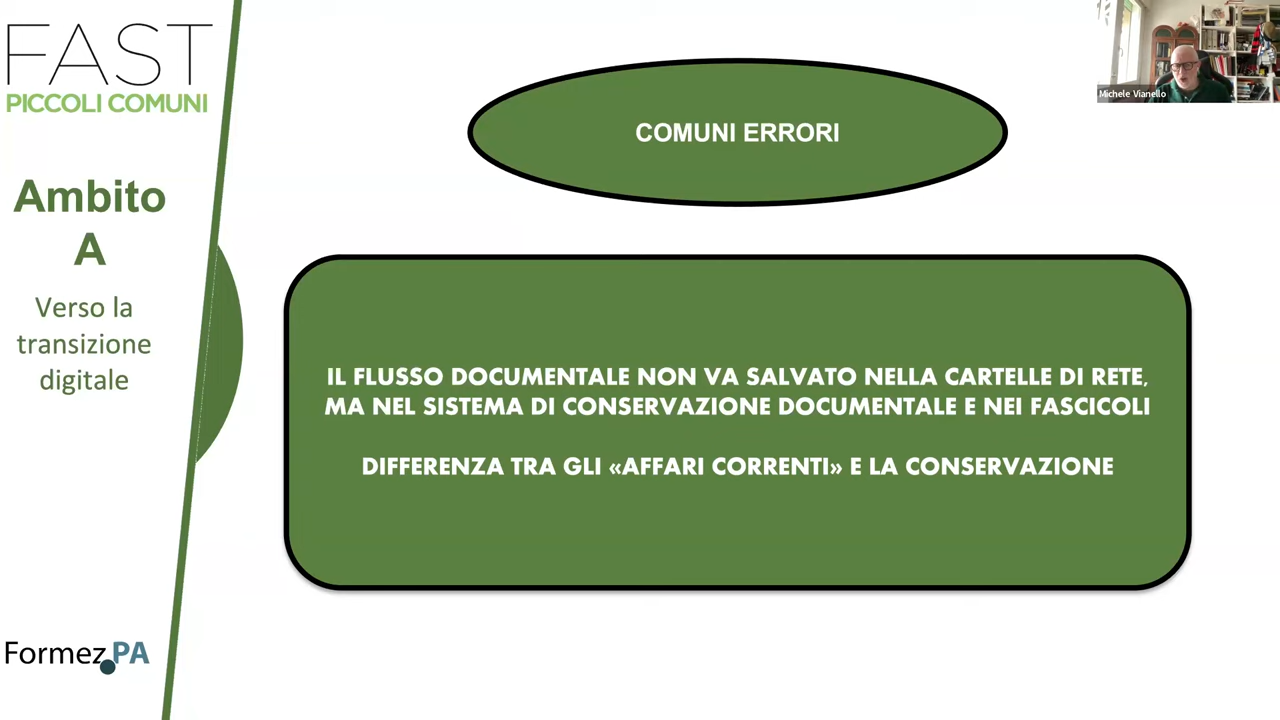 FAST
PICCOLI COMUNI
Ambito
A
Verso la
transizione
digitale
FormezPA
COMUNI ERRORI
IL FLUSSO DOCUMENTALE NON VA SALVATO NELLA CARTELLE DI RETE,
MA NEL SISTEMA DI CONSERVAZIONE DOCUMENTALE E NEI FASCICOLI
DIFFERENZA TRA GLI «AFFARI CORRENTI» E LA CONSERVAZIONE
Michele Vianello